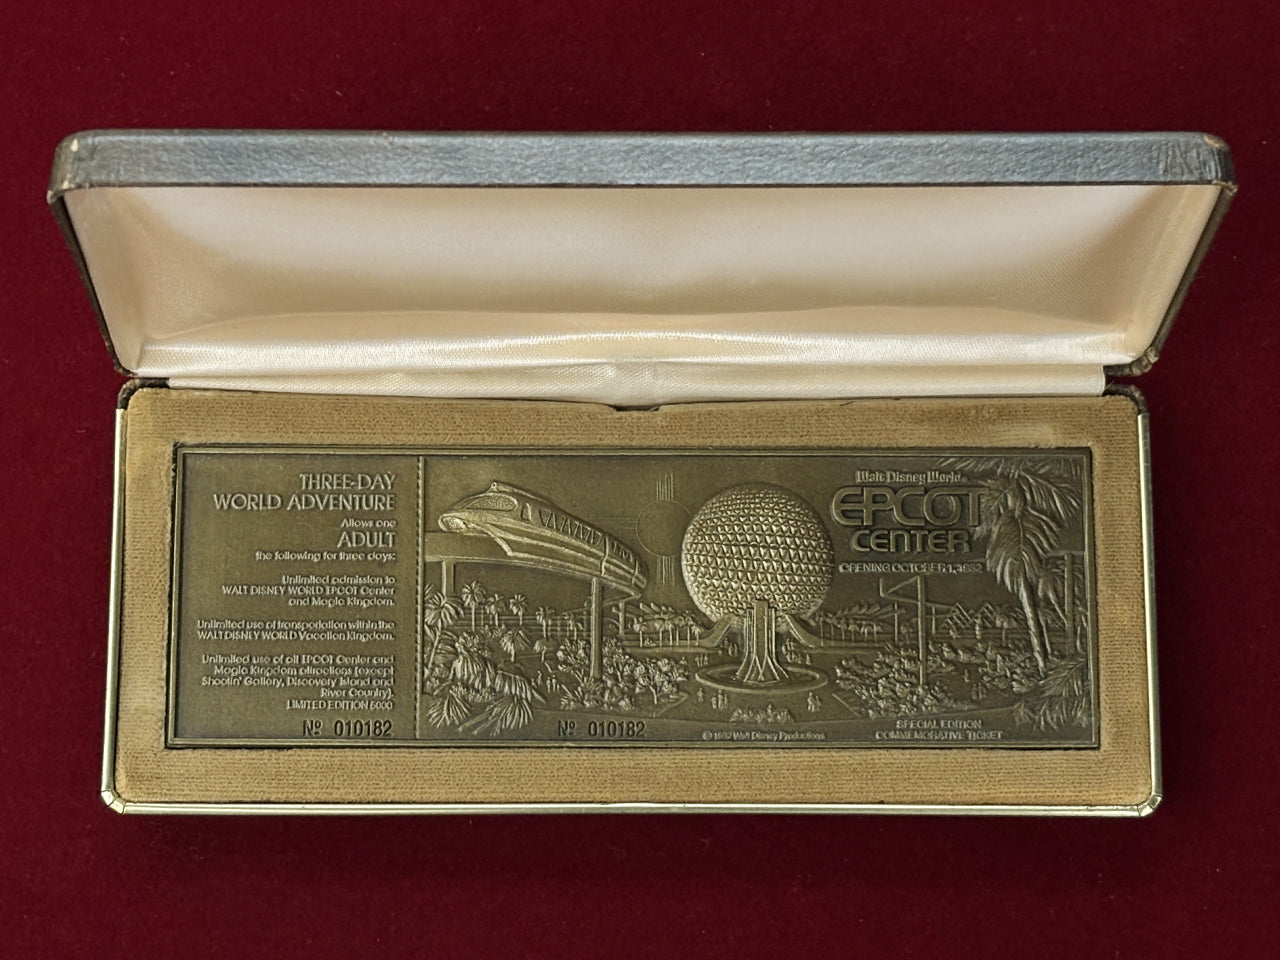 THREE-DAY
WORLD ADVENTURE
Allows one
ADULT
the following for three days:
Unlimited admission to
WALT DISNEY WORLD EPCOT Center
and Magic Kingdom.
Unlimited use of transportation within the
WALT DISNEY WORLD Vacation Kingdom.
Unlimited use of all EPCOT Center and
Magic Kingdom attractions (except
Shootin' Gallery, Discovery Island and
River Country).
LIMITED EDITION 5000
Nº 010182
Nº 010182
© 1982 Walt Disney Productions
Walt Disney World
EPCOT
CENTER
OPENING OCTOBER 1, 1982
SPECIAL EDITION
COMMEMORATIVE TICKET